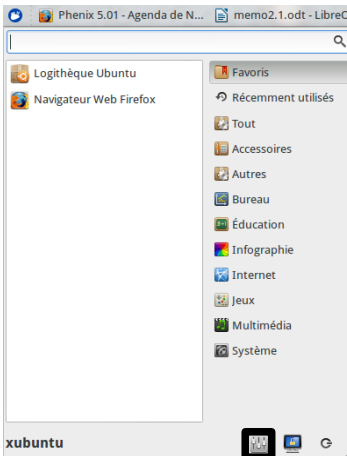 Phenix 5.01 - Agenda de N... memo2.1.odt - LibreO
Logithèque Ubuntu
Navigateur Web Firefox
Favoris
Récemment utilisés
Tout
Accessoires
Autres
Bureau
Éducation
Infographie
Internet
Jeux
Multimédia
Système
xubuntu